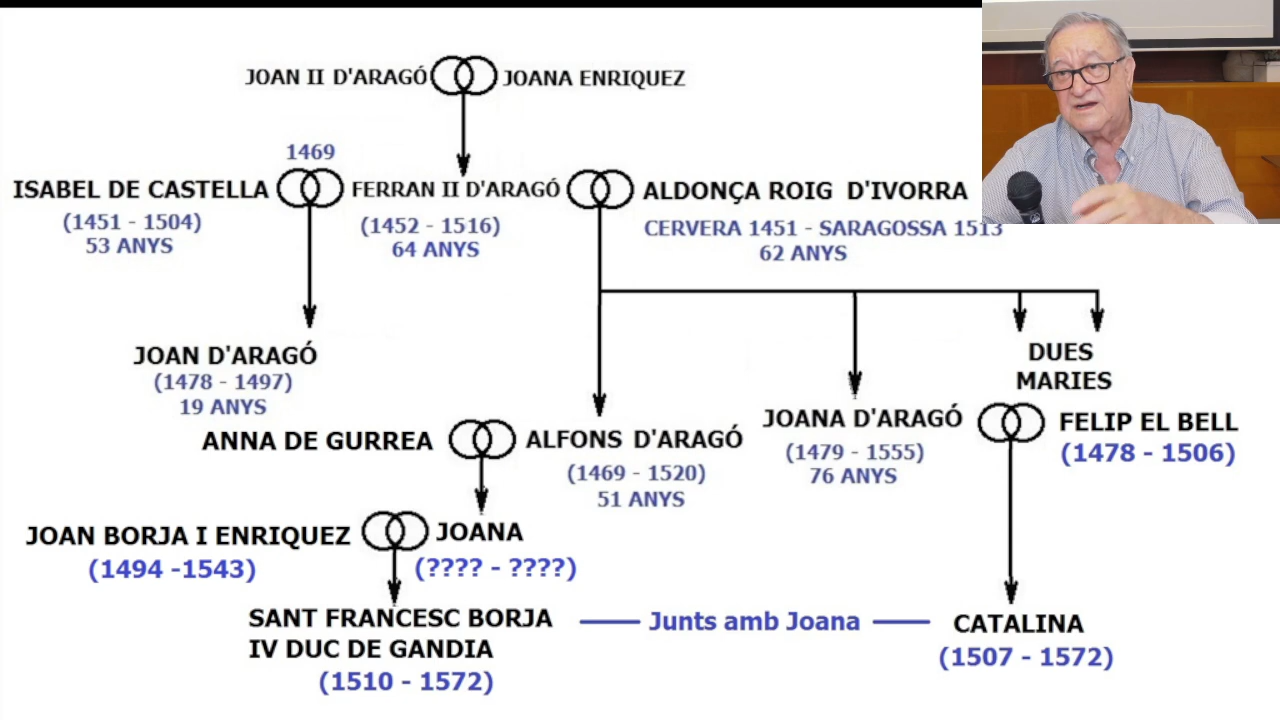 JOAN II D'ARAGÓ JOANA ENRIQUEZ
1469
ISABEL DE CASTELLA FERRAN II D'ARAGÓ ALDONÇA ROIG D'IVORRA
(1451 - 1504) (1452 - 1516) CERVERA 1451 - SARAGOSSA 1513
53 ANYS 64 ANYS 62 ANYS
JOAN D'ARAGÓ
(1478 - 1497)
19 ANYS
DUES
MARIES
ANNA DE GURREA ALFONS D'ARAGÓ
(1469 - 1520)
51 ANYS
JOANA D'ARAGÓ FELIP EL BELL
(1479 - 1555) (1478 - 1506)
76 ANYS
JOAN BORJA I ENRIQUEZ JOANA
(1494 -1543) (???? - ????)
SANT FRANCESC BORJA Junts amb Joana CATALINA
IV DUC DE GANDIA (1507 - 1572)
(1510 - 1572)